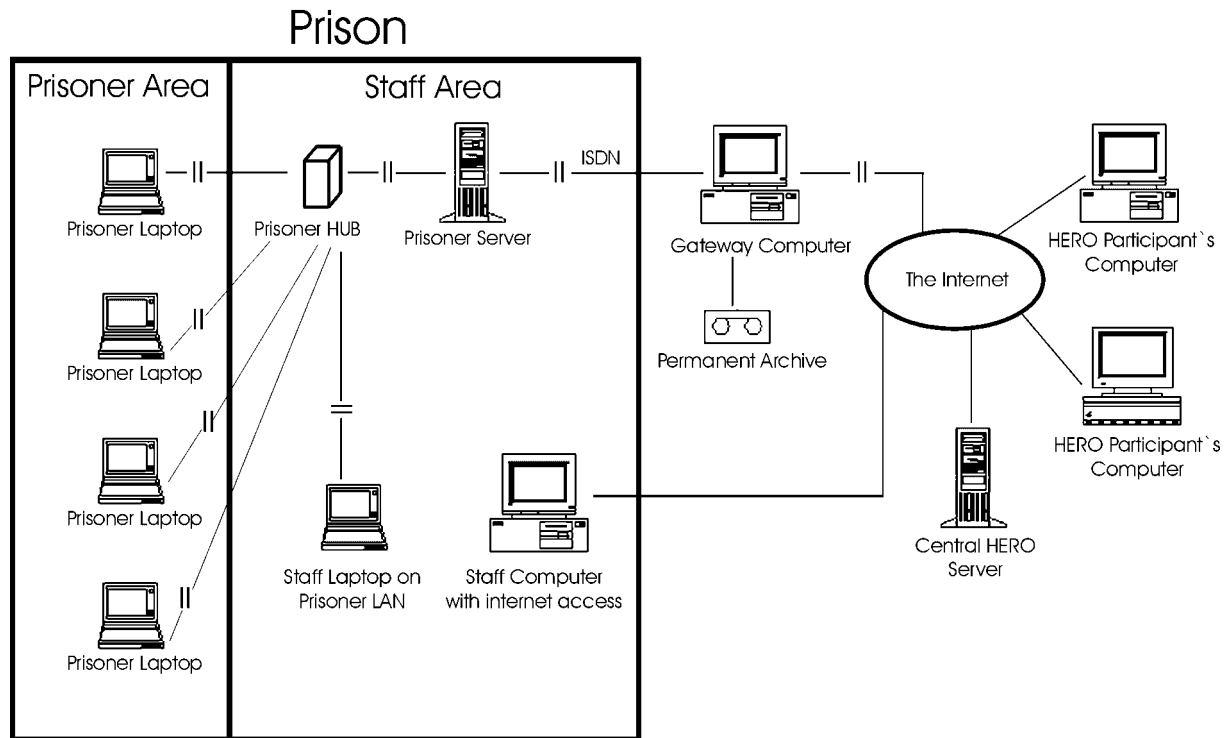 Prison
Prisoner Area
Staff Area
ISDN
Prisoner Laptop
Prisoner HUB
Prisoner Server
Gateway Computer
HERO Participant`s
Computer
The Internet
Prisoner Laptop
Permanent Archive
HERO Participant`s
Computer
Prisoner Laptop
Central HERO
Server
Staff Laptop on
Prisoner LAN
Staff Computer
with internet access
Prisoner Laptop